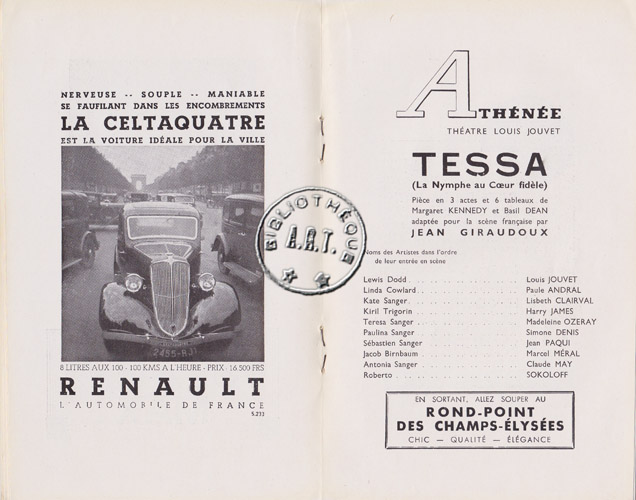 NERVEUSE -- SOUPLE -- MANIABLE
SE FAUFILANT DANS LES ENCOMBREMENTS
LA CELTAQUATRE
EST LA VOITURE IDÉALE POUR LA VILLE
2495-RJ1
8 LITRES AUX 100 - 100 KMS A L'HEURE - PRIX 16.500 FRS
RENAULT
L'AUTOMOBILE DE FRANCE
S.233
BIBLIOTHÈQUE
A.R.T.
ATHÉNÉE
THÉATRE LOUIS JOUVET
TESSA
(La Nymphe au Cœur fidèle)
Pièce en 3 actes et 6 tableaux de
Margaret KENNEDY et Basil DEAN
adaptée pour la scène française par
JEAN GIRAUDOUX
Noms des Artistes dans l'ordre
de leur entrée en scène
Lewis Dodd . . . . . . . . . . Louis JOUVET
Linda Cowlard . . . . . . . . . . Paule ANDRAL
Kate Sanger . . . . . . . . . . Lisbeth CLAIRVAL
Kiril Trigorin . . . . . . . . . . Harry JAMES
Teresa Sanger . . . . . . . . . . Madeleine OZERAY
Paulina Sanger . . . . . . . . . . Simone DENIS
Sébastien Sanger . . . . . . . . . . Jean PAQUI
Jacob Birnbaum . . . . . . . . . . Marcel MÉRAL
Antonia Sanger . . . . . . . . . . Claude MAY
Roberto . . . . . . . . . . SOKOLOFF
EN SORTANT, ALLEZ SOUPER AU
ROND-POINT
DES CHAMPS-ÉLYSÉES
CHIC — QUALITÉ — ÉLÉGANCE